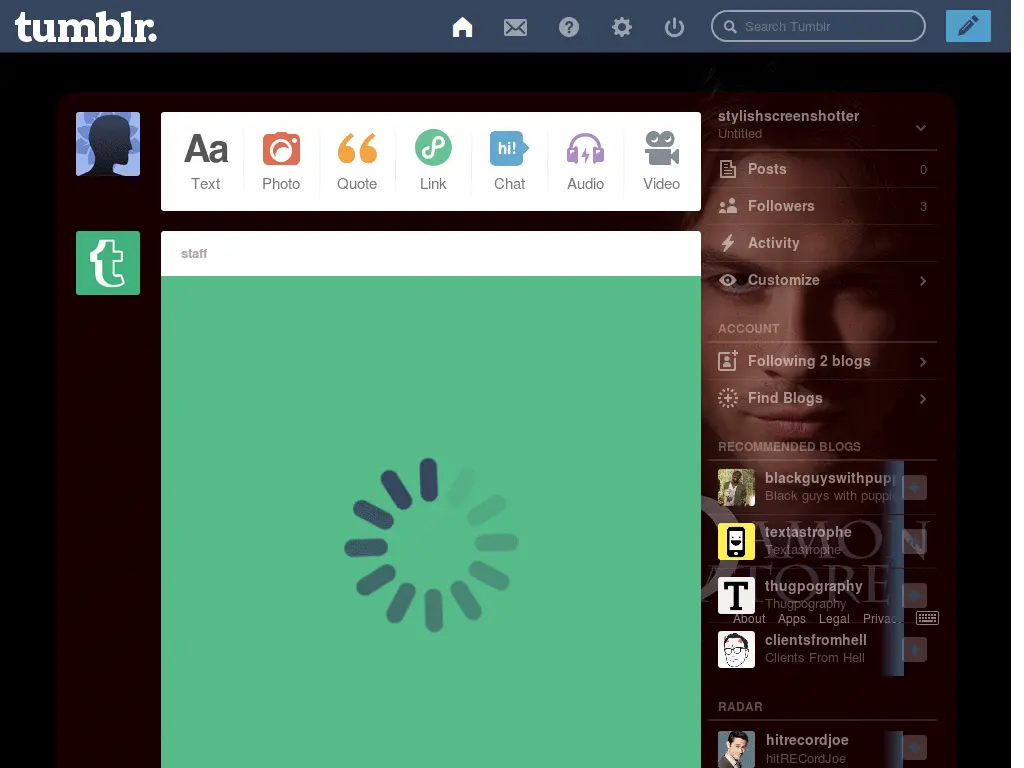 tumblr.
Search Tumblr
stylishscreenshotter
Untitled
Aa
hi!
Text
Photo
Quote
Link
Chat
Audio
Video
Posts 0
Followers 3
Activity
Customize
staff
ACCOUNT
Following 2 blogs
Find Blogs
RECOMMENDED BLOGS
blackguyswithpupp
Black guys with puppie
textastrophe
Textastrophe
AMON
thugpography
Thugpography
TORE
About Apps Legal Privac
clientsfromhell
Clients From Hell
RADAR
hitrecordjoe
hitRECordJoe